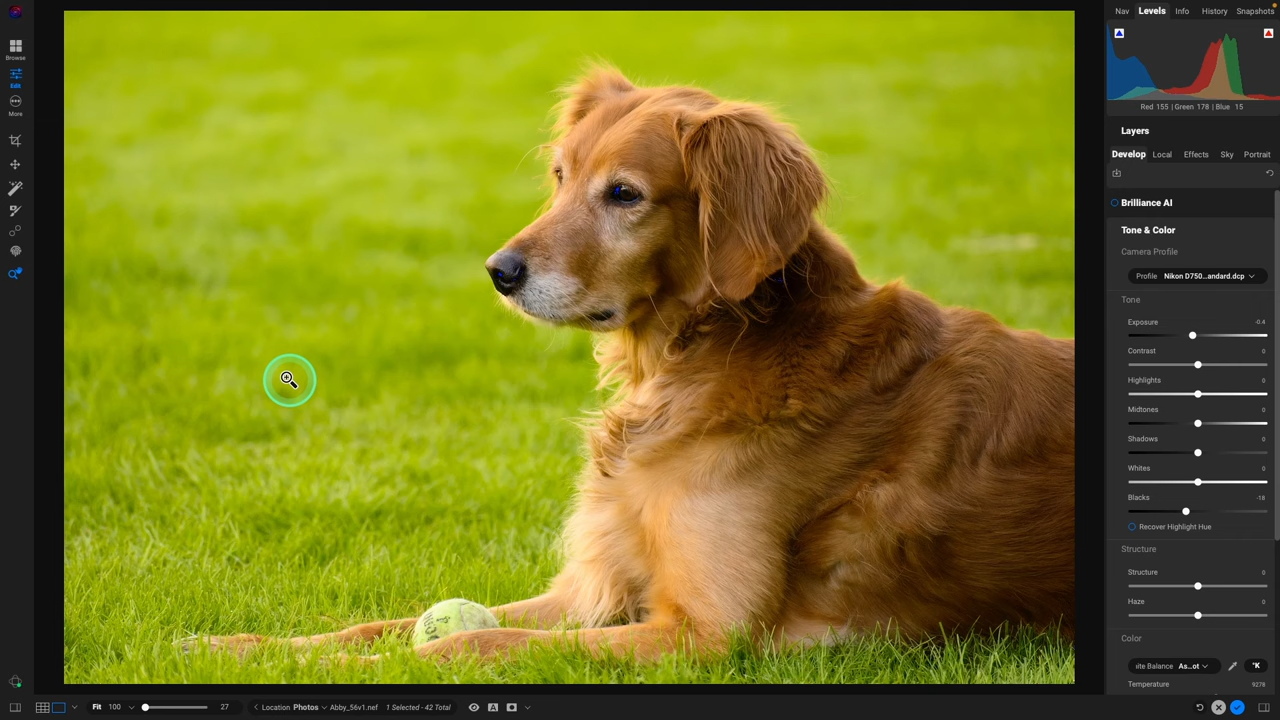 Nav Levels Info History Snapshots
Browse
Edit
More
Red 155 | Green 178 | Blue 15
Layers
Develop Local Effects Sky Portrait
Brilliance AI
Tone & Color
Camera Profile
Profile Nikon D750...andard.dcp
Tone
Exposure -0.4
Contrast 0
Highlights 0
Midtones 0
Shadows 0
Whites 0
Blacks -18
Recover Highlight Hue
Structure
Structure 0
Haze 0
Color
ite Balance As...ot °K
Temperature 9278
Fit 100 27 Location Photos Abby_56v1.nef 1 Selected - 42 Total